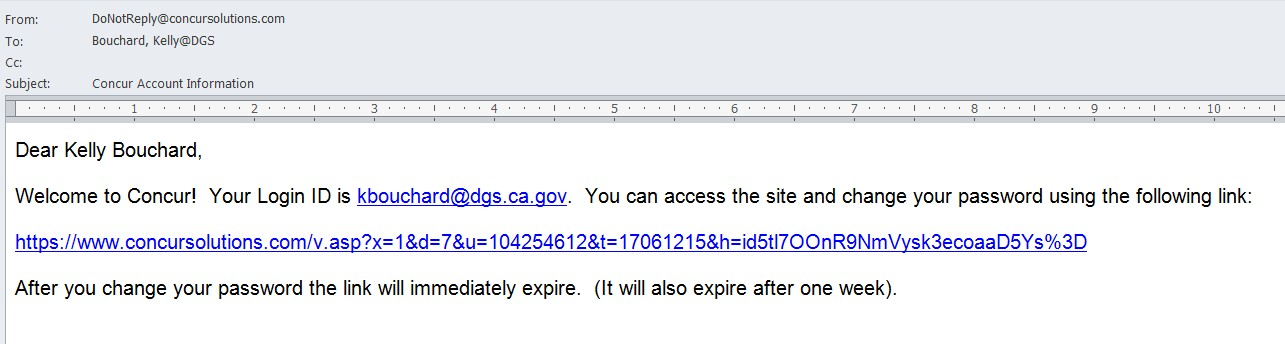 From: DoNotReply@concursolutions.com
To: Bouchard, Kelly@DGS
Cc:
Subject: Concur Account Information
1 2 3 4 5 6 7 8 9 10
Dear Kelly Bouchard,
Welcome to Concur!  Your Login ID is kbouchard@dgs.ca.gov.  You can access the site and change your password using the following link:
https://www.concursolutions.com/v.asp?x=1&d=7&u=104254612&t=17061215&h=id5tl7OOnR9NmVysk3ecoaaD5Ys%3D
After you change your password the link will immediately expire.  (It will also expire after one week).